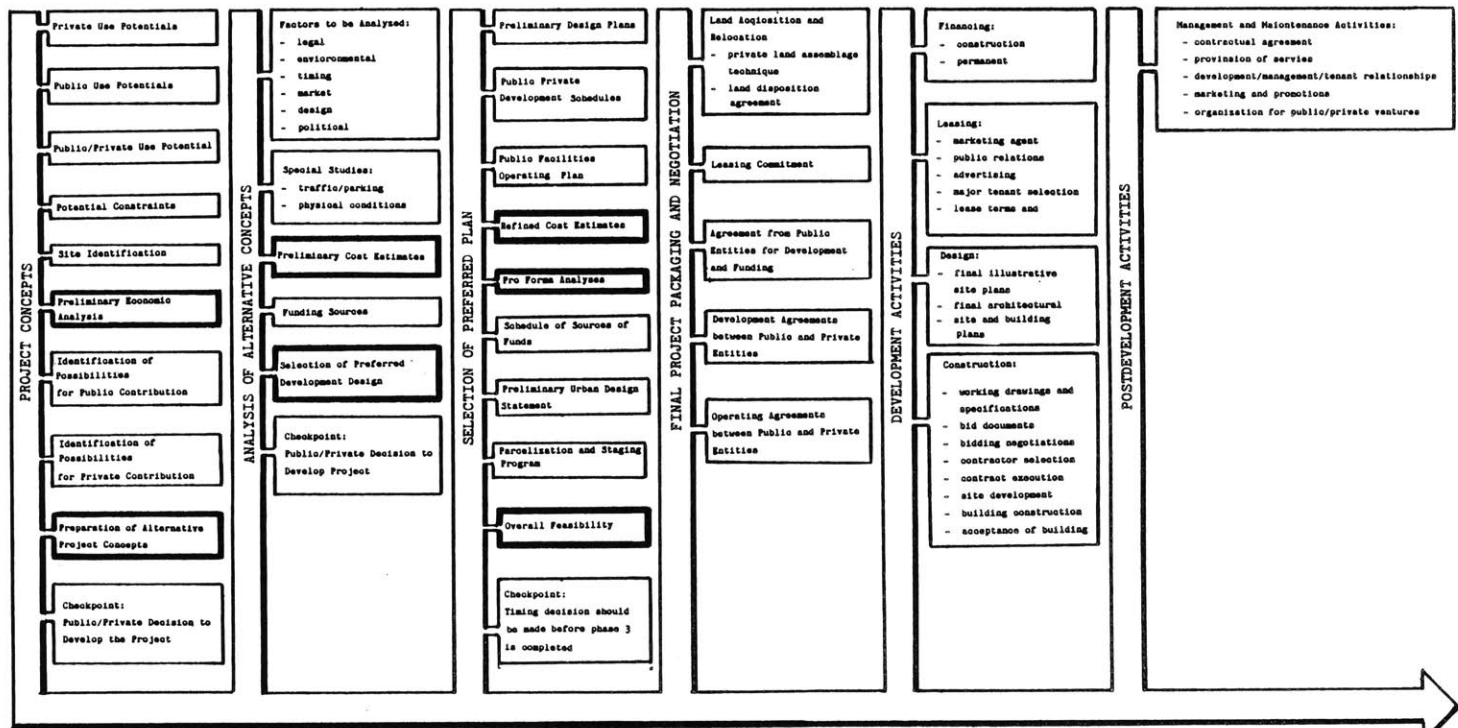 PROJECT CONCEPTS
Private Use Potentials
Public Use Potentials
Public/Private Use Potential
Potential Constraints
Site Identification
Preliminary Economic
Analysis
Identification of
Possibilities
for Public Contribution
Identification of
Possibilities
for Private Contribution
Preparation of Alternative
Project Concepts
Checkpoint:
Public/Private Decision to
Develop the Project
ANALYSIS OF ALTERNATIVE CONCEPTS
Factors to be Analyzed:
- legal
- envioronmental
- timing
- market
- design
- political
Special Studies:
- traffic/parking
- physical conditions
Preliminary Cost Estimates
Funding Sources
Selection of Preferred
Development Design
Checkpoint:
Public/Private Decision to
Develop Project
SELECTION OF PREFERRED PLAN
Preliminary Design Plans
Public Private
Development Schedules
Public Facilities
Operating Plan
Refined Cost Estimates
Pro Forma Analyses
Schedule of Sources of
Funds
Preliminary Urban Design
Statement
Parcelization and Staging
Program
Overall Feasibility
Checkpoint:
Timing decision should
be made before phase 3
is completed
FINAL PROJECT PACKAGING AND NEGOTIATION
Land Aoqiosition and
Relocation
- private land assemblage
technique
- land disposition
agreement
Leasing Commitment
Agreement from Public
Entities for Development
and Funding
Development Agreements
between Public and Private
Entities
Operating Agreements
between Public and Private
Entities
DEVELOPMENT ACTIVITIES
Financing:
- construction
- permanent
Leasing:
- marketing agent
- public relations
- advertising
- major tenant selection
- lease terms and
Design:
- final illustrative
site plans
- final architectural
- site and building
plans
Construction:
- working drawings and
specifications
- bid documents
- bidding negotiations
- contractor selection
- contract execution
- site development
- building construction
- acceptance of building
POSTDEVELOPMENT ACTIVITIES
Management and Maiontenance Activities:
- contractual agreement
- provinsion of servies
- development/management/tenant relationships
- marketing and promotions
- organization for public/private ventures